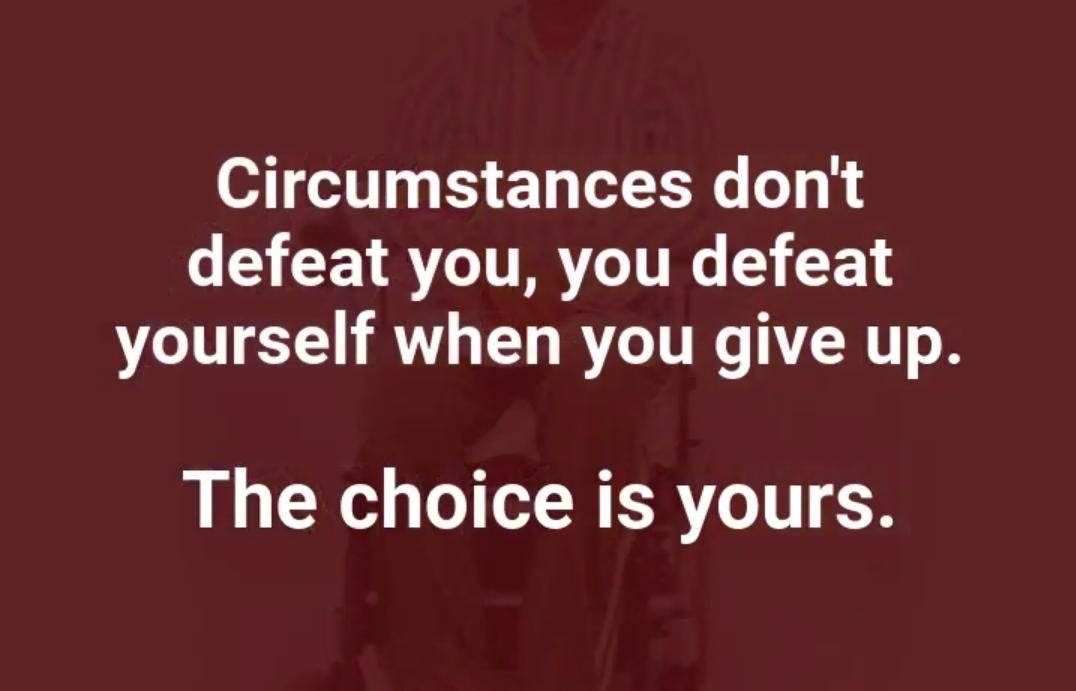 Circumstances don't
defeat you, you defeat
yourself when you give up.
The choice is yours.